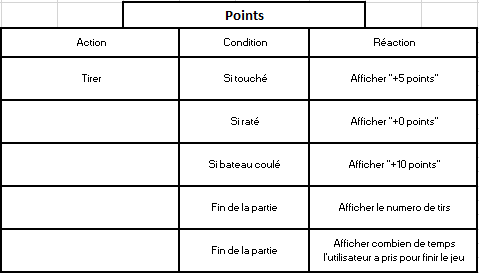 Points
Action Condition Réaction
Tirer Si touché Afficher "+5 points"
Si raté Afficher "+0 points"
Si bateau coulé Afficher "+10 points"
Fin de la partie Afficher le numero de tirs
Fin de la partie Afficher combien de temps
l'utilisateur a pris pour finir le jeu